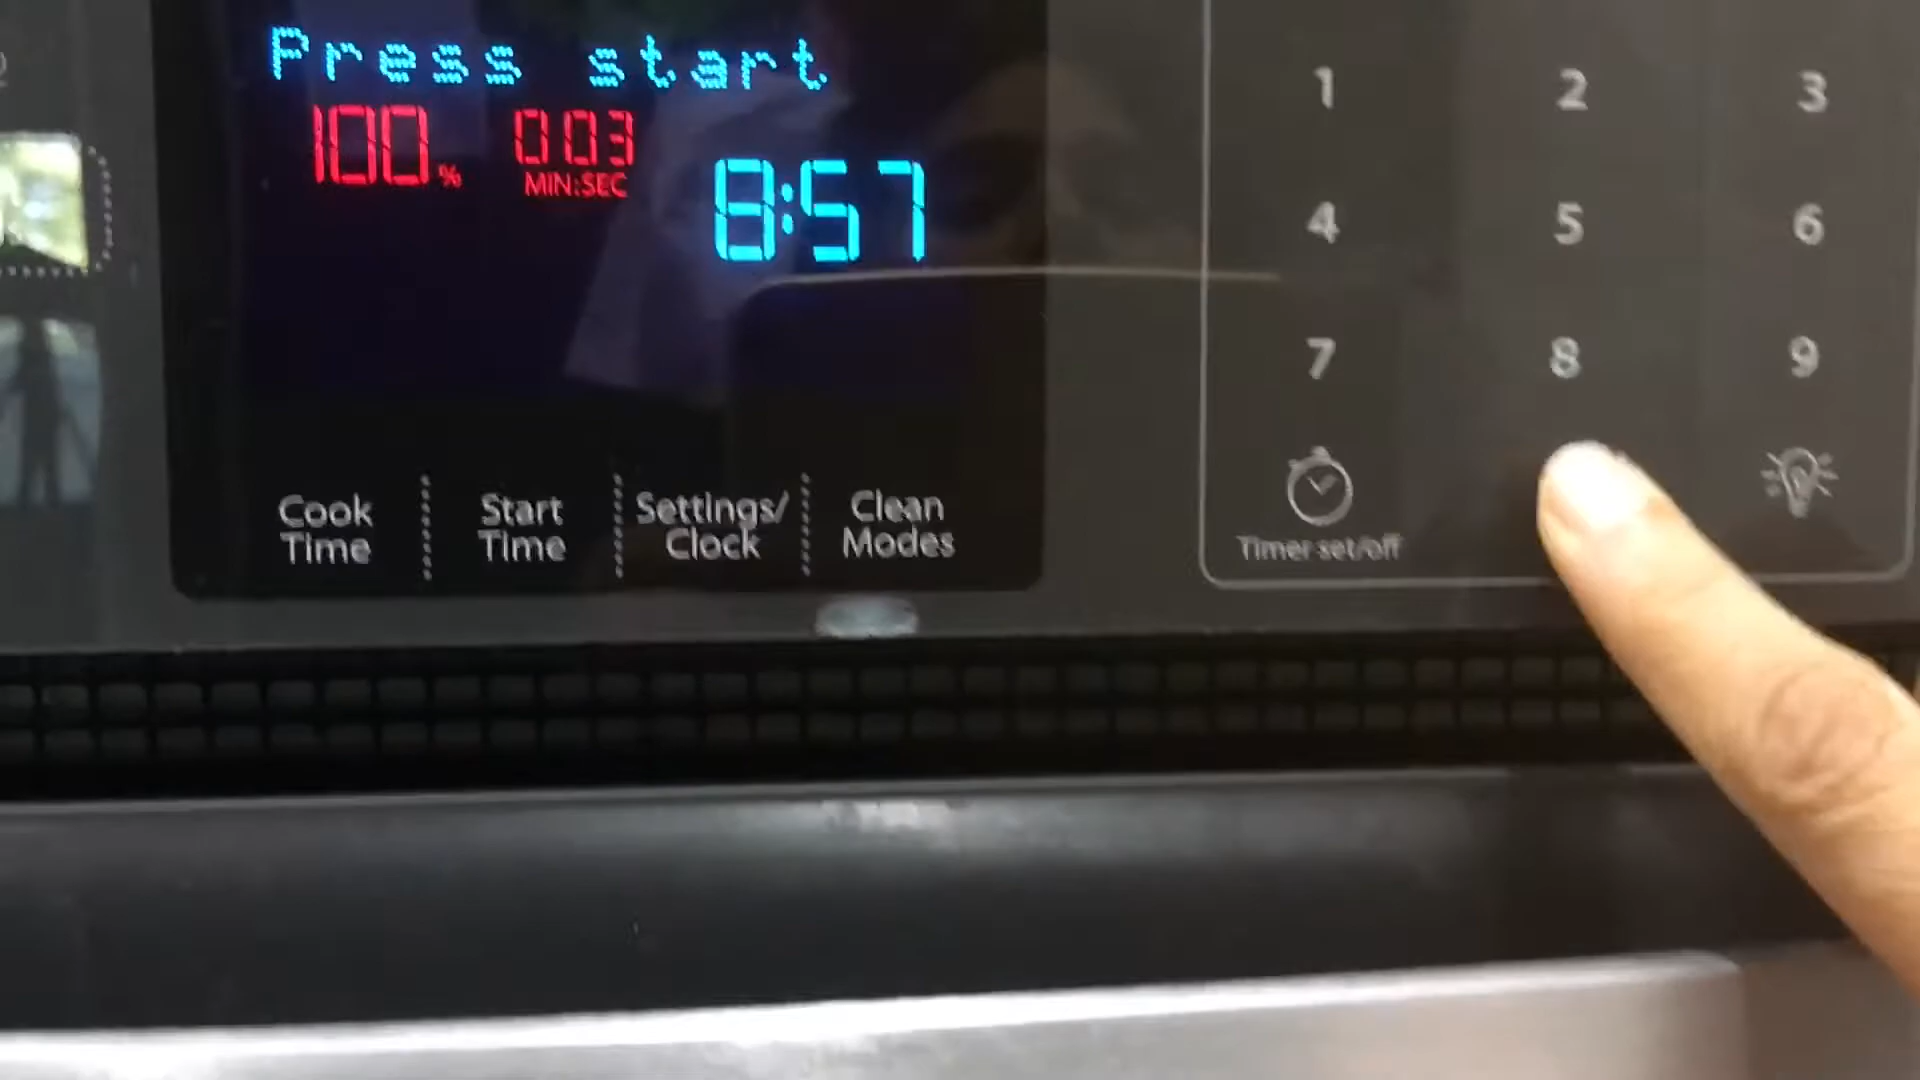 Press start
100 % 0 03
MIN:SEC
8:57
Cook
Time
Start
Time
Settings/
Clock
Clean
Modes
1 2 3
4 5 6
7 8 9
Timer set/off